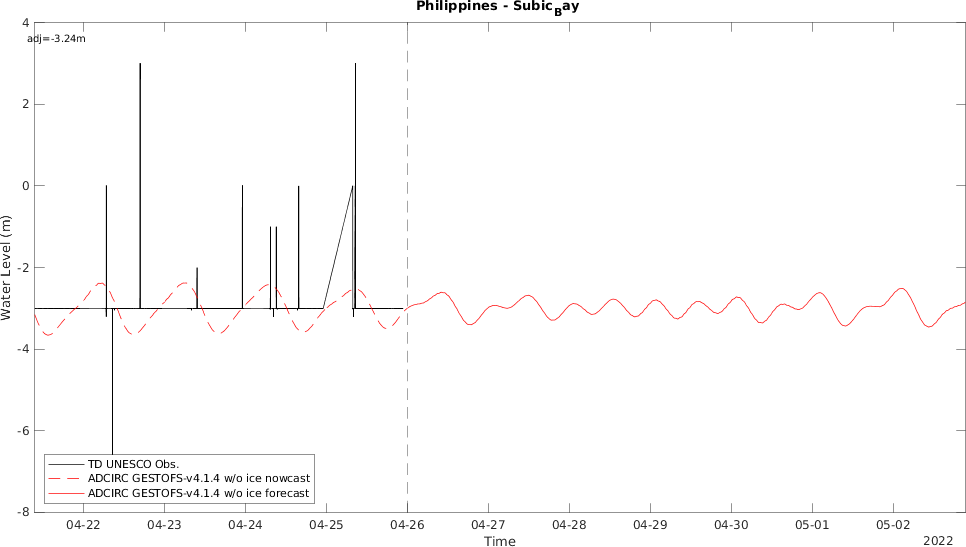 Philippines - Subic_Bay
adj=-3.24m
4
2
0
-2
-4
-6
-8
Water Level (m)
TD UNESCO Obs.
ADCIRC GESTOFS-v4.1.4 w/o ice nowcast
ADCIRC GESTOFS-v4.1.4 w/o ice forecast
04-22 04-23 04-24 04-25 04-26 04-27 04-28 04-29 04-30 05-01 05-02
Time
2022